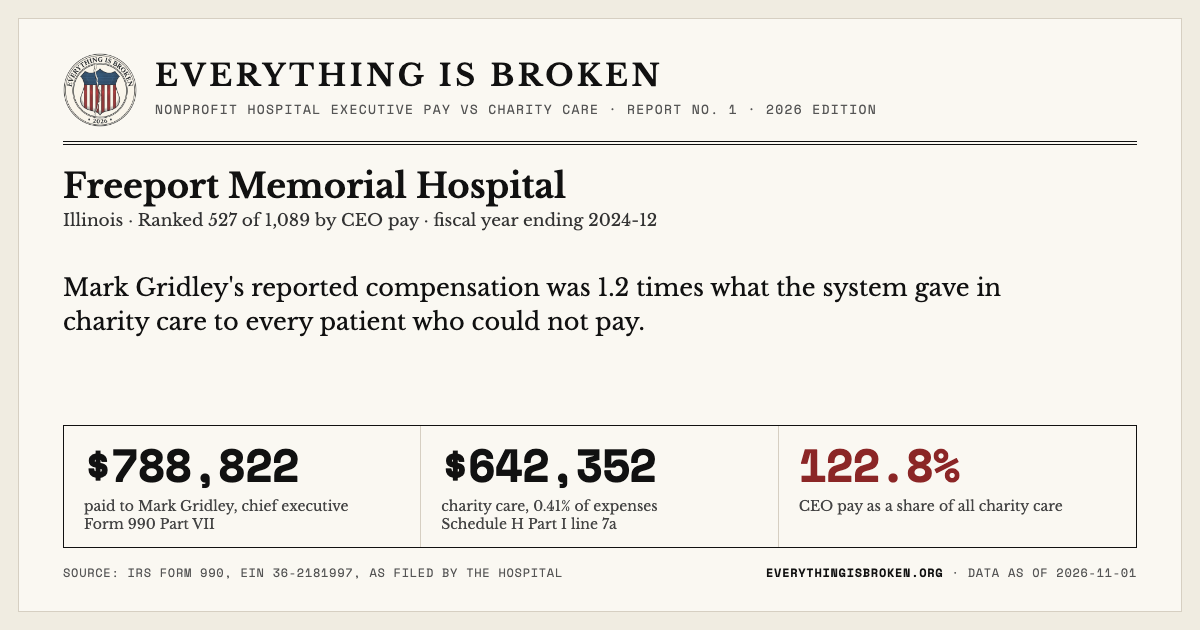 EVERYTHING IS BROKEN
2026
EVERYTHING IS BROKEN
NONPROFIT HOSPITAL EXECUTIVE PAY VS CHARITY CARE · REPORT NO. 1 · 2026 EDITION
Freeport Memorial Hospital
Illinois · Ranked 527 of 1,089 by CEO pay · fiscal year ending 2024-12
Mark Gridley's reported compensation was 1.2 times what the system gave in
charity care to every patient who could not pay.
$788,822
paid to Mark Gridley, chief executive
Form 990 Part VII
$642,352
charity care, 0.41% of expenses
Schedule H Part I line 7a
122.8%
CEO pay as a share of all charity care
SOURCE: IRS FORM 990, EIN 36-2181997, AS FILED BY THE HOSPITAL
EVERYTHINGISBROKEN.ORG · DATA AS OF 2026-11-01